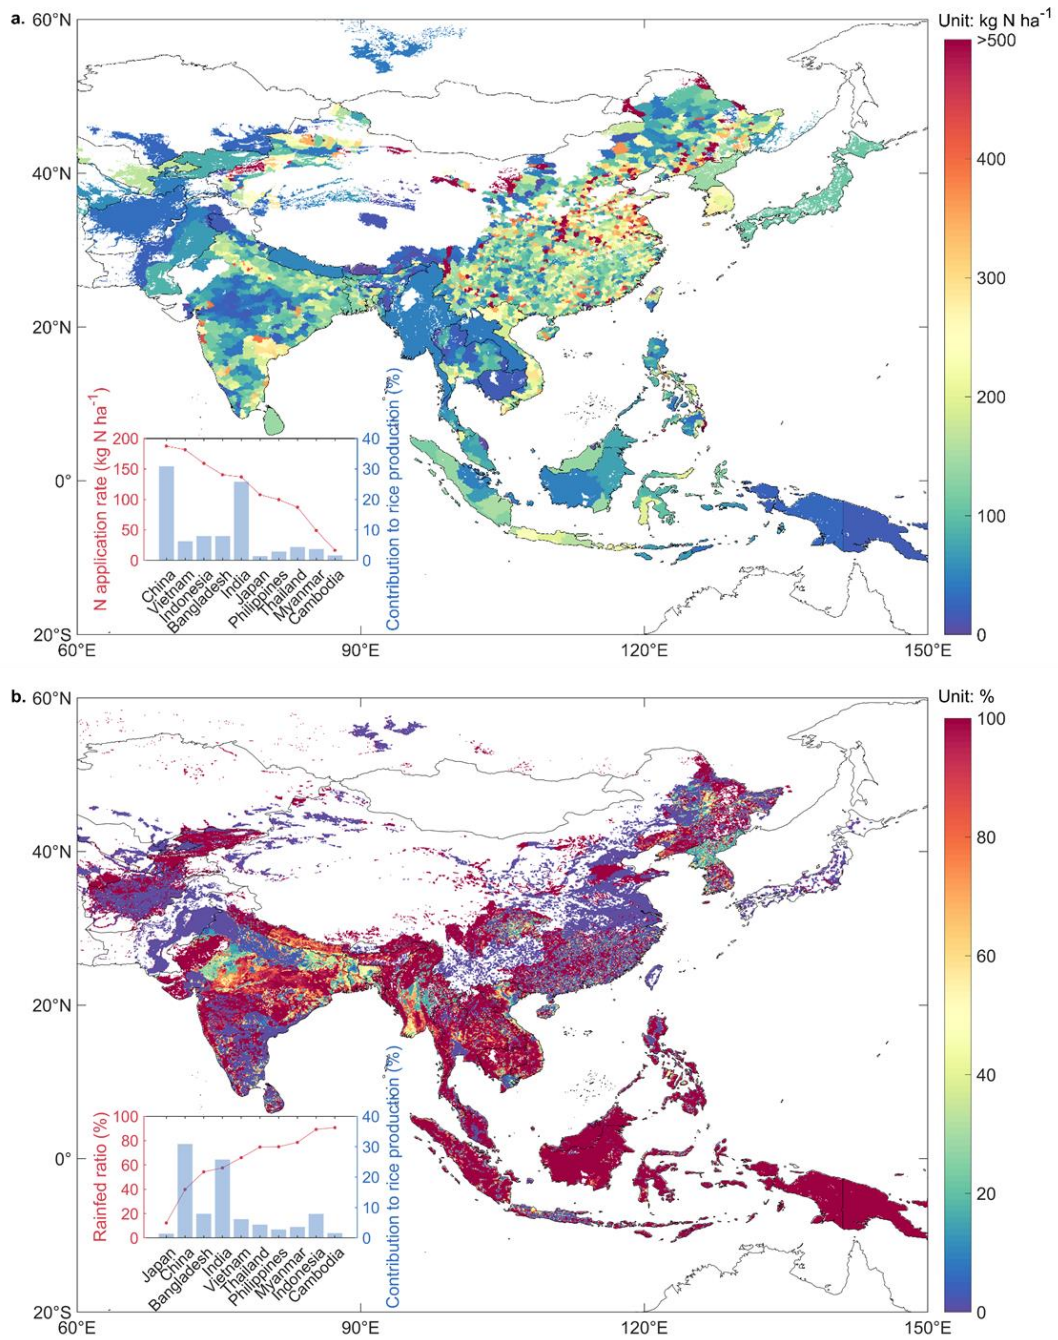 a.
Unit: kg N ha⁻¹
60°N
40°N
20°N
0°
20°S
60°E
90°E
120°E
150°E
>500
400
300
200
100
0
N application rate (kg N ha⁻¹)
200
150
100
50
0
Contribution to rice production (%)
40
30
20
10
0
China
Vietnam
Indonesia
Bangladesh
India
Japan
Philippines
Thailand
Myanmar
Cambodia
b.
Unit: %
60°N
40°N
20°N
0°
20°S
60°E
90°E
120°E
150°E
100
80
60
40
20
0
Rainfed ratio (%)
100
80
60
40
20
0
Contribution to rice production (%)
40
30
20
10
0
Japan
China
Bangladesh
India
Vietnam
Thailand
Philippines
Myanmar
Indonesia
Cambodia